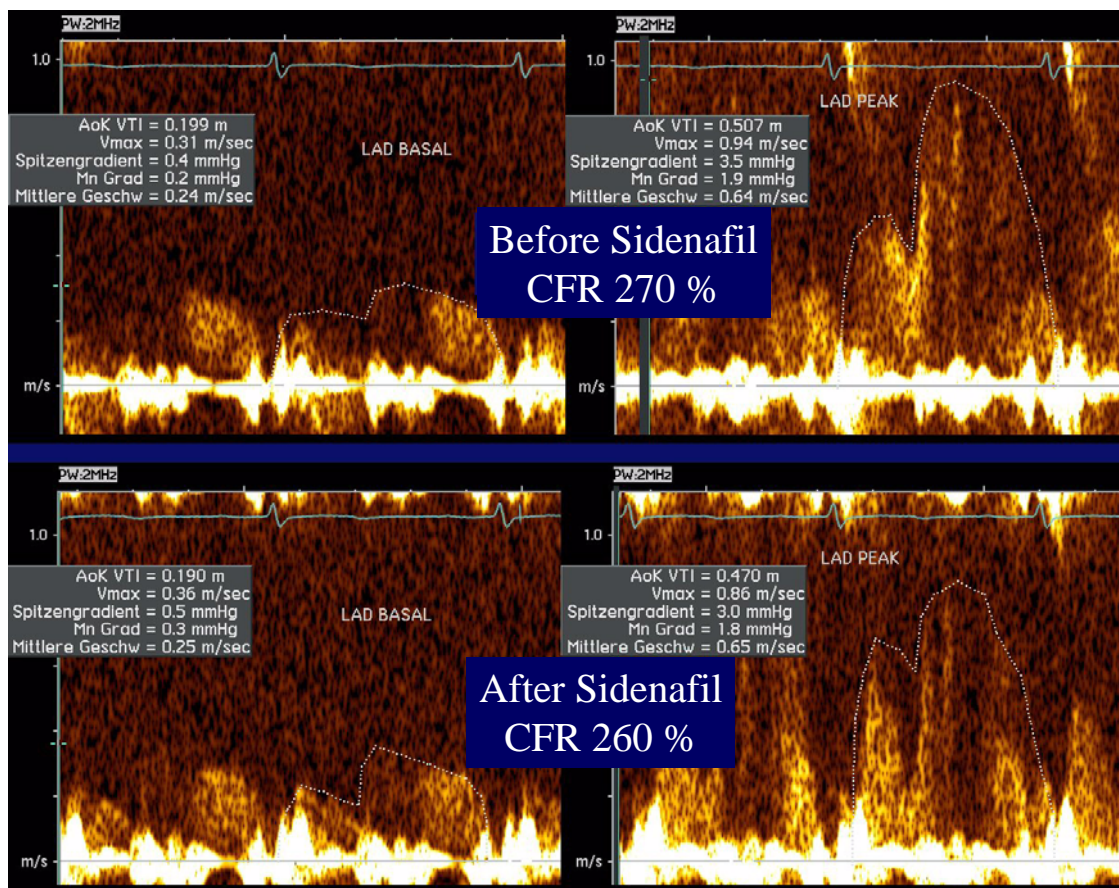 PW:2MHz
1.0
AoK VTI = 0.199 m
Vmax = 0.31 m/sec
Spitzengradient = 0.4 mmHg
Mn Grad = 0.2 mmHg
Mittlere Geschw = 0.24 m/sec
LAD BASAL
m/s
PW:2MHz
1.0
LAD PEAK
AoK VTI = 0.507 m
Vmax = 0.94 m/sec
Spitzengradient = 3.5 mmHg
Mn Grad = 1.9 mmHg
Mittlere Geschw = 0.64 m/sec
m/s
Before Sidenafil
CFR 270 %
PW:2MHz
1.0
AoK VTI = 0.190 m
Vmax = 0.36 m/sec
Spitzengradient = 0.5 mmHg
Mn Grad = 0.3 mmHg
Mittlere Geschw = 0.25 m/sec
LAD BASAL
m/s
PW:2MHz
1.0
LAD PEAK
AoK VTI = 0.470 m
Vmax = 0.86 m/sec
Spitzengradient = 3.0 mmHg
Mn Grad = 1.8 mmHg
Mittlere Geschw = 0.65 m/sec
m/s
After Sidenafil
CFR 260 %